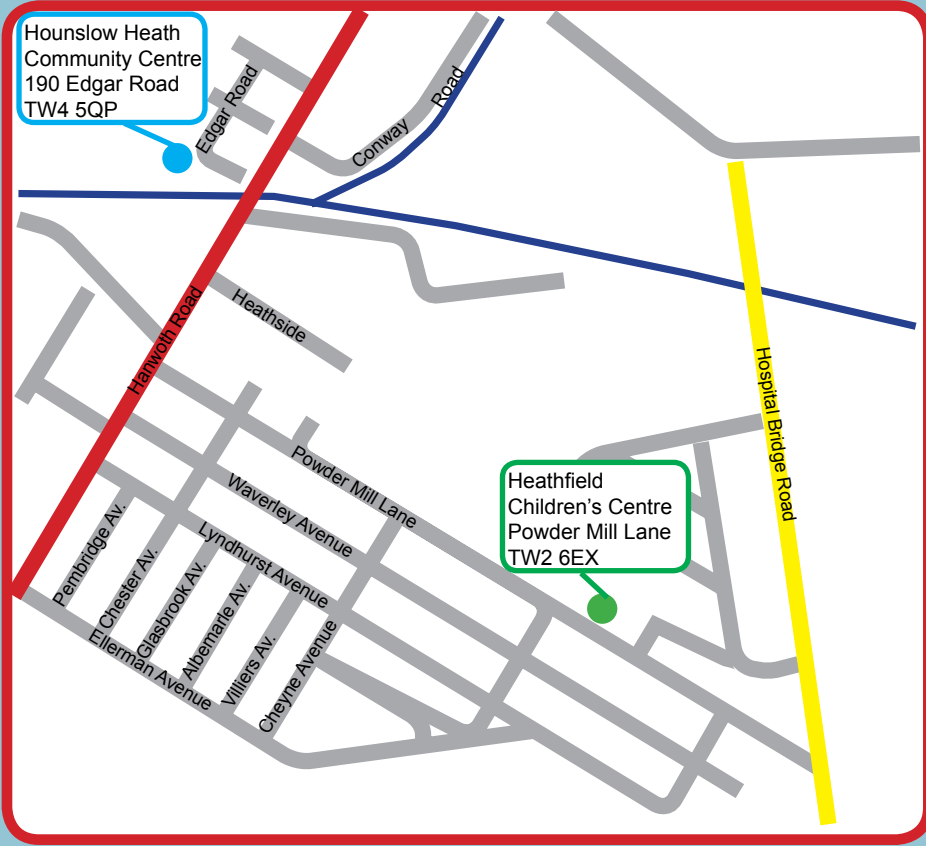 Hounslow Heath
Community Centre
190 Edgar Road
TW4 5QP
Edgar Road
Conway
Road
Heathside
Hanwoth Road
Hospital Bridge Road
Powder Mill Lane
Heathfield
Children's Centre
Powder Mill Lane
TW2 6EX
Waverley Avenue
Lyndhurst Avenue
Pembridge Av.
Chester Av.
Glasbrook Av.
Albemarle Av.
Villiers Av.
Cheyne Avenue
Ellerman Avenue